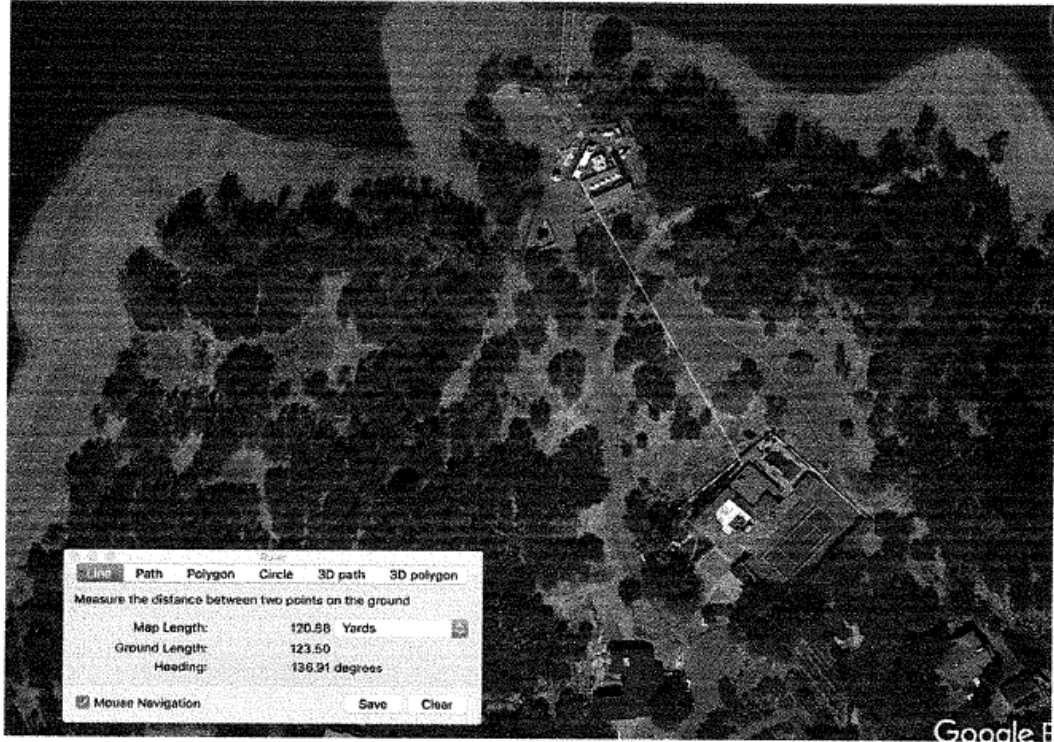 Ruler
Line Path Polygon Circle 3D path 3D polygon
Measure the distance between two points on the ground
Map Length: 120.68 Yards
Ground Length: 123.50
Heading: 136.91 degrees
Mouse Navigation Save Clear
Google E